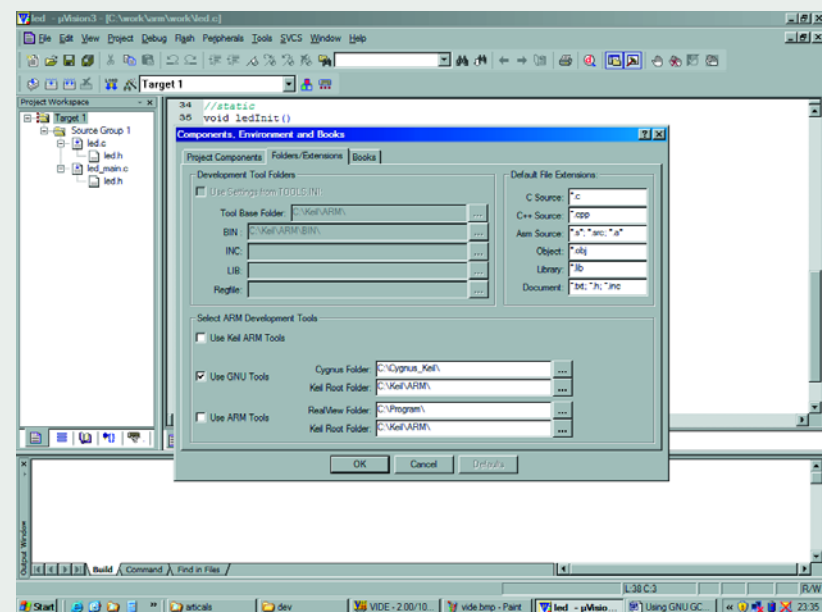 led - µVision3 - [C:\work\arm\work\led.c]
File Edit View Project Debug Flash Peripherals Tools SVCS Window Help
Target 1
Project Workspace
Target 1
Source Group 1
led.c
led.h
led_main.c
led.h
34 //static
35 void ledInit()
Components, Environment and Books
Project Components Folders/Extensions Books
Development Tool Folders
Use Settings from TOOLS.INI:
Tool Base Folder: C:\Keil\ARM\ ...
BIN : C:\Keil\ARM\BIN\ ...
INC: ...
LIB: ...
Regfile: ...
Default File Extensions:
C Source: *.c
C++ Source: *.cpp
Asm Source: *.s*; *.src; *.a*
Object: *.obj
Library: *.lib
Document: *.txt; *.h; *.inc
Select ARM Development Tools
Use Keil ARM Tools
Use GNU Tools
Cygnus Folder: C:\Cygnus_Keil\ ...
Keil Root Folder: C:\Keil\ARM\ ...
Use ARM Tools
RealView Folder: C:\Program\ ...
Keil Root Folder: C:\Keil\ARM\ ...
OK Cancel Defaults
Output Window
Build Command Find in Files
L:38 C:3 R/W
Start articals dev VIDE - 2.00/10... vide.bmp - Paint led - µVisio... Using GNU GC... 23:35